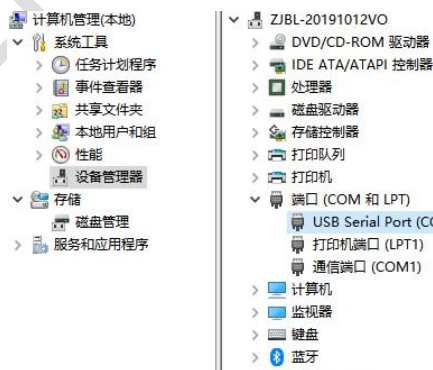 计算机管理(本地)
系统工具
任务计划程序
事件查看器
共享文件夹
本地用户和组
性能
设备管理器
存储
磁盘管理
服务和应用程序
ZJBL-20191012VO
DVD/CD-ROM 驱动器
IDE ATA/ATAPI 控制器
处理器
磁盘驱动器
存储控制器
打印队列
打印机
端口 (COM 和 LPT)
USB Serial Port (CO
打印机端口 (LPT1)
通信端口 (COM1)
计算机
监视器
键盘
蓝牙